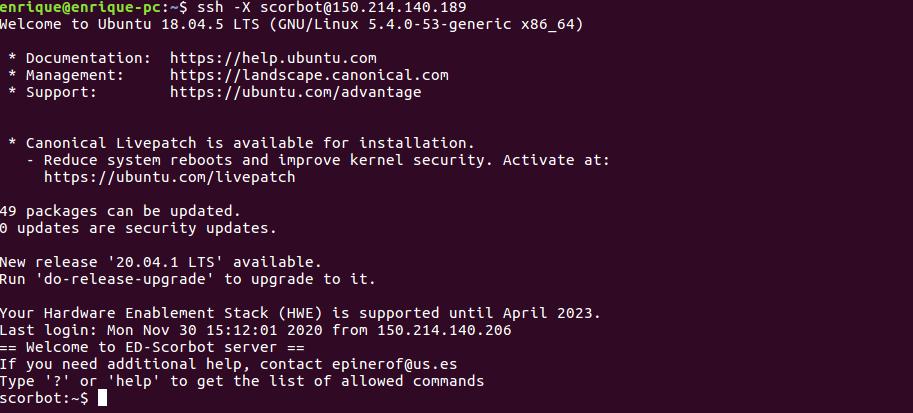 enrique@enrique-pc:~$ ssh -X scorbot@150.214.140.189
Welcome to Ubuntu 18.04.5 LTS (GNU/Linux 5.4.0-53-generic x86_64)
* Documentation:  https://help.ubuntu.com
* Management:     https://landscape.canonical.com
* Support:        https://ubuntu.com/advantage
* Canonical Livepatch is available for installation.
- Reduce system reboots and improve kernel security. Activate at:
https://ubuntu.com/livepatch
49 packages can be updated.
0 updates are security updates.
New release '20.04.1 LTS' available.
Run 'do-release-upgrade' to upgrade to it.
Your Hardware Enablement Stack (HWE) is supported until April 2023.
Last login: Mon Nov 30 15:12:01 2020 from 150.214.140.206
== Welcome to ED-Scorbot server ==
If you need additional help, contact epinerof@us.es
Type '?' or 'help' to get the list of allowed commands
scorbot:~$